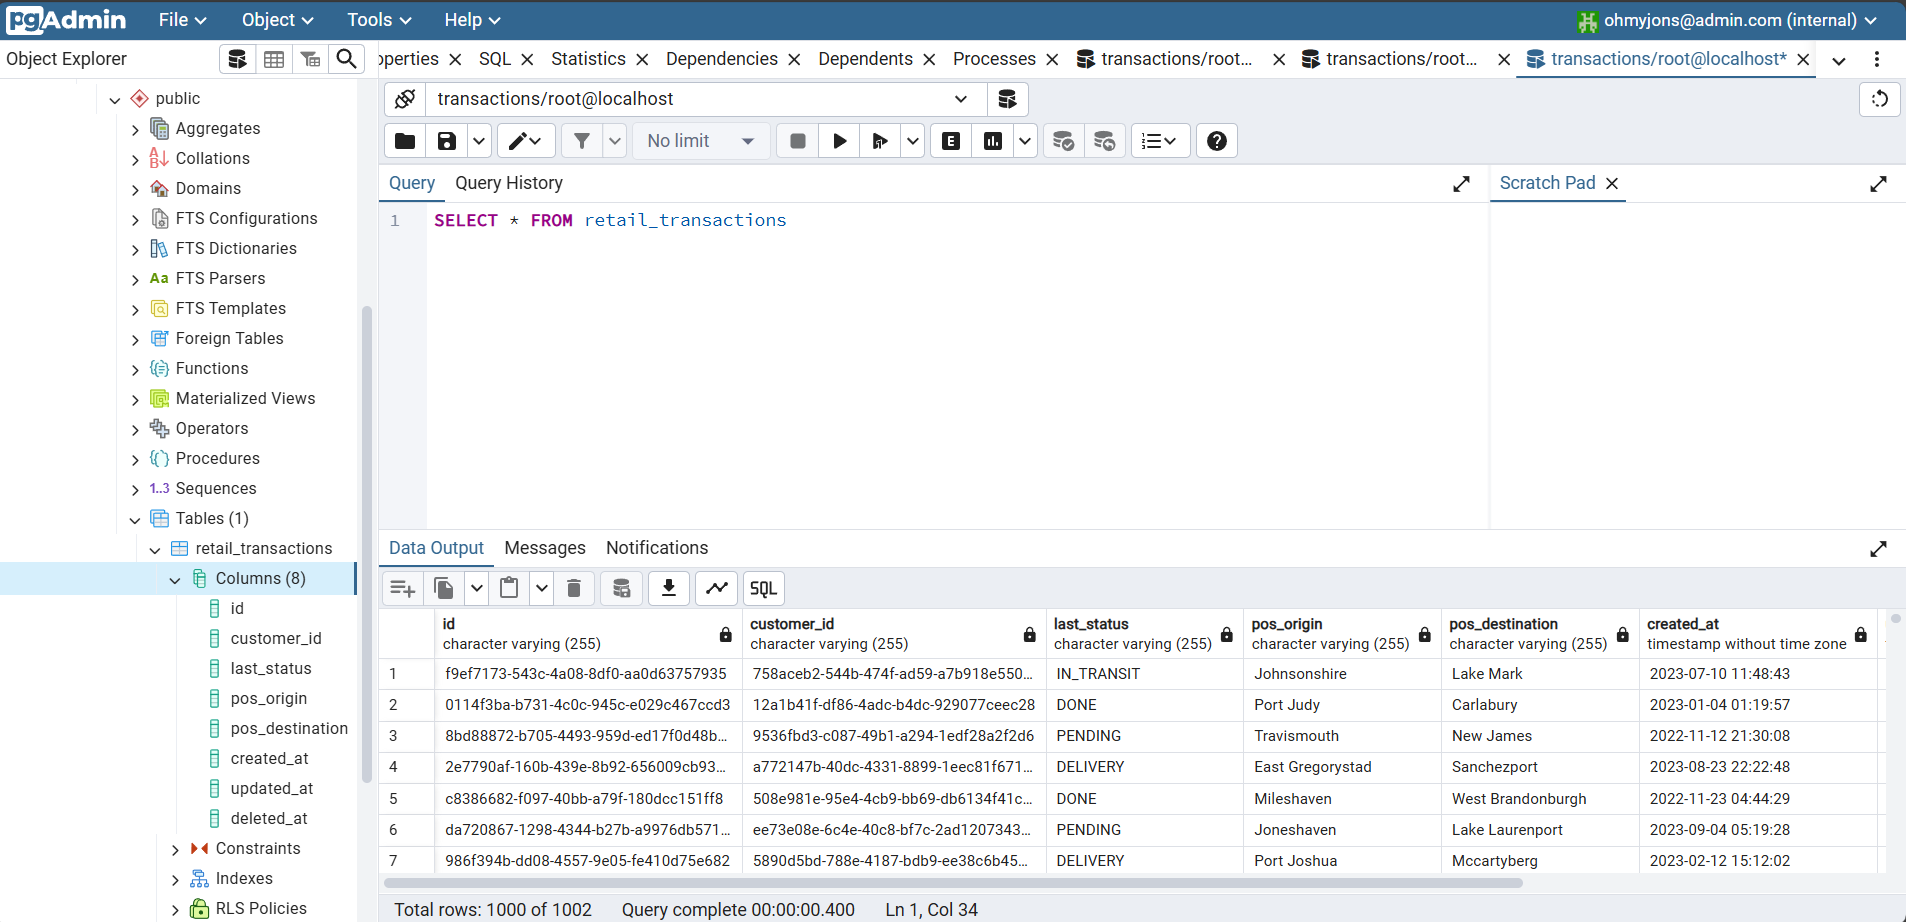 pgAdmin File Object Tools Help ohmyjons@admin.com (internal)
Object Explorer
operties SQL Statistics Dependencies Dependents Processes transactions/root... transactions/root... transactions/root@localhost*
public
Aggregates
Collations
Domains
FTS Configurations
FTS Dictionaries
Aa FTS Parsers
FTS Templates
Foreign Tables
Functions
Materialized Views
Operators
Procedures
1..3 Sequences
Tables (1)
retail_transactions
Columns (8)
id
customer_id
last_status
pos_origin
pos_destination
created_at
updated_at
deleted_at
Constraints
Indexes
RLS Policies
transactions/root@localhost
No limit E
Query Query History Scratch Pad
1 SELECT * FROM retail_transactions
Data Output Messages Notifications
SQL
id customer_id last_status pos_origin pos_destination created_at
character varying (255) character varying (255) character varying (255) character varying (255) character varying (255) timestamp without time zone
1 f9ef7173-543c-4a08-8df0-aa0d63757935 758aceb2-544b-474f-ad59-a7b918e550... IN_TRANSIT Johnsonshire Lake Mark 2023-07-10 11:48:43
2 0114f3ba-b731-4c0c-945c-e029c467ccd3 12a1b41f-df86-4adc-b4dc-929077ceec28 DONE Port Judy Carlabury 2023-01-04 01:19:57
3 8bd88872-b705-4493-959d-ed17f0d48b... 9536fbd3-c087-49b1-a294-1edf28a2f2d6 PENDING Travismouth New James 2022-11-12 21:30:08
4 2e7790af-160b-439e-8b92-656009cb93... a772147b-40dc-4331-8899-1eec81f671... DELIVERY East Gregorystad Sanchezport 2023-08-23 22:22:48
5 c8386682-f097-40bb-a79f-180dcc151ff8 508e981e-95e4-4cb9-bb69-db6134f41c... DONE Mileshaven West Brandonburgh 2022-11-23 04:44:29
6 da720867-1298-4344-b27b-a9976db571... ee73e08e-6c4e-40c8-bf7c-2ad1207343... PENDING Joneshaven Lake Laurenport 2023-09-04 05:19:28
7 986f394b-dd08-4557-9e05-fe410d75e682 5890d5bd-788e-4187-bdb9-ee38c6b45... DELIVERY Port Joshua Mccartyberg 2023-02-12 15:12:02
Total rows: 1000 of 1002 Query complete 00:00:00.400 Ln 1, Col 34